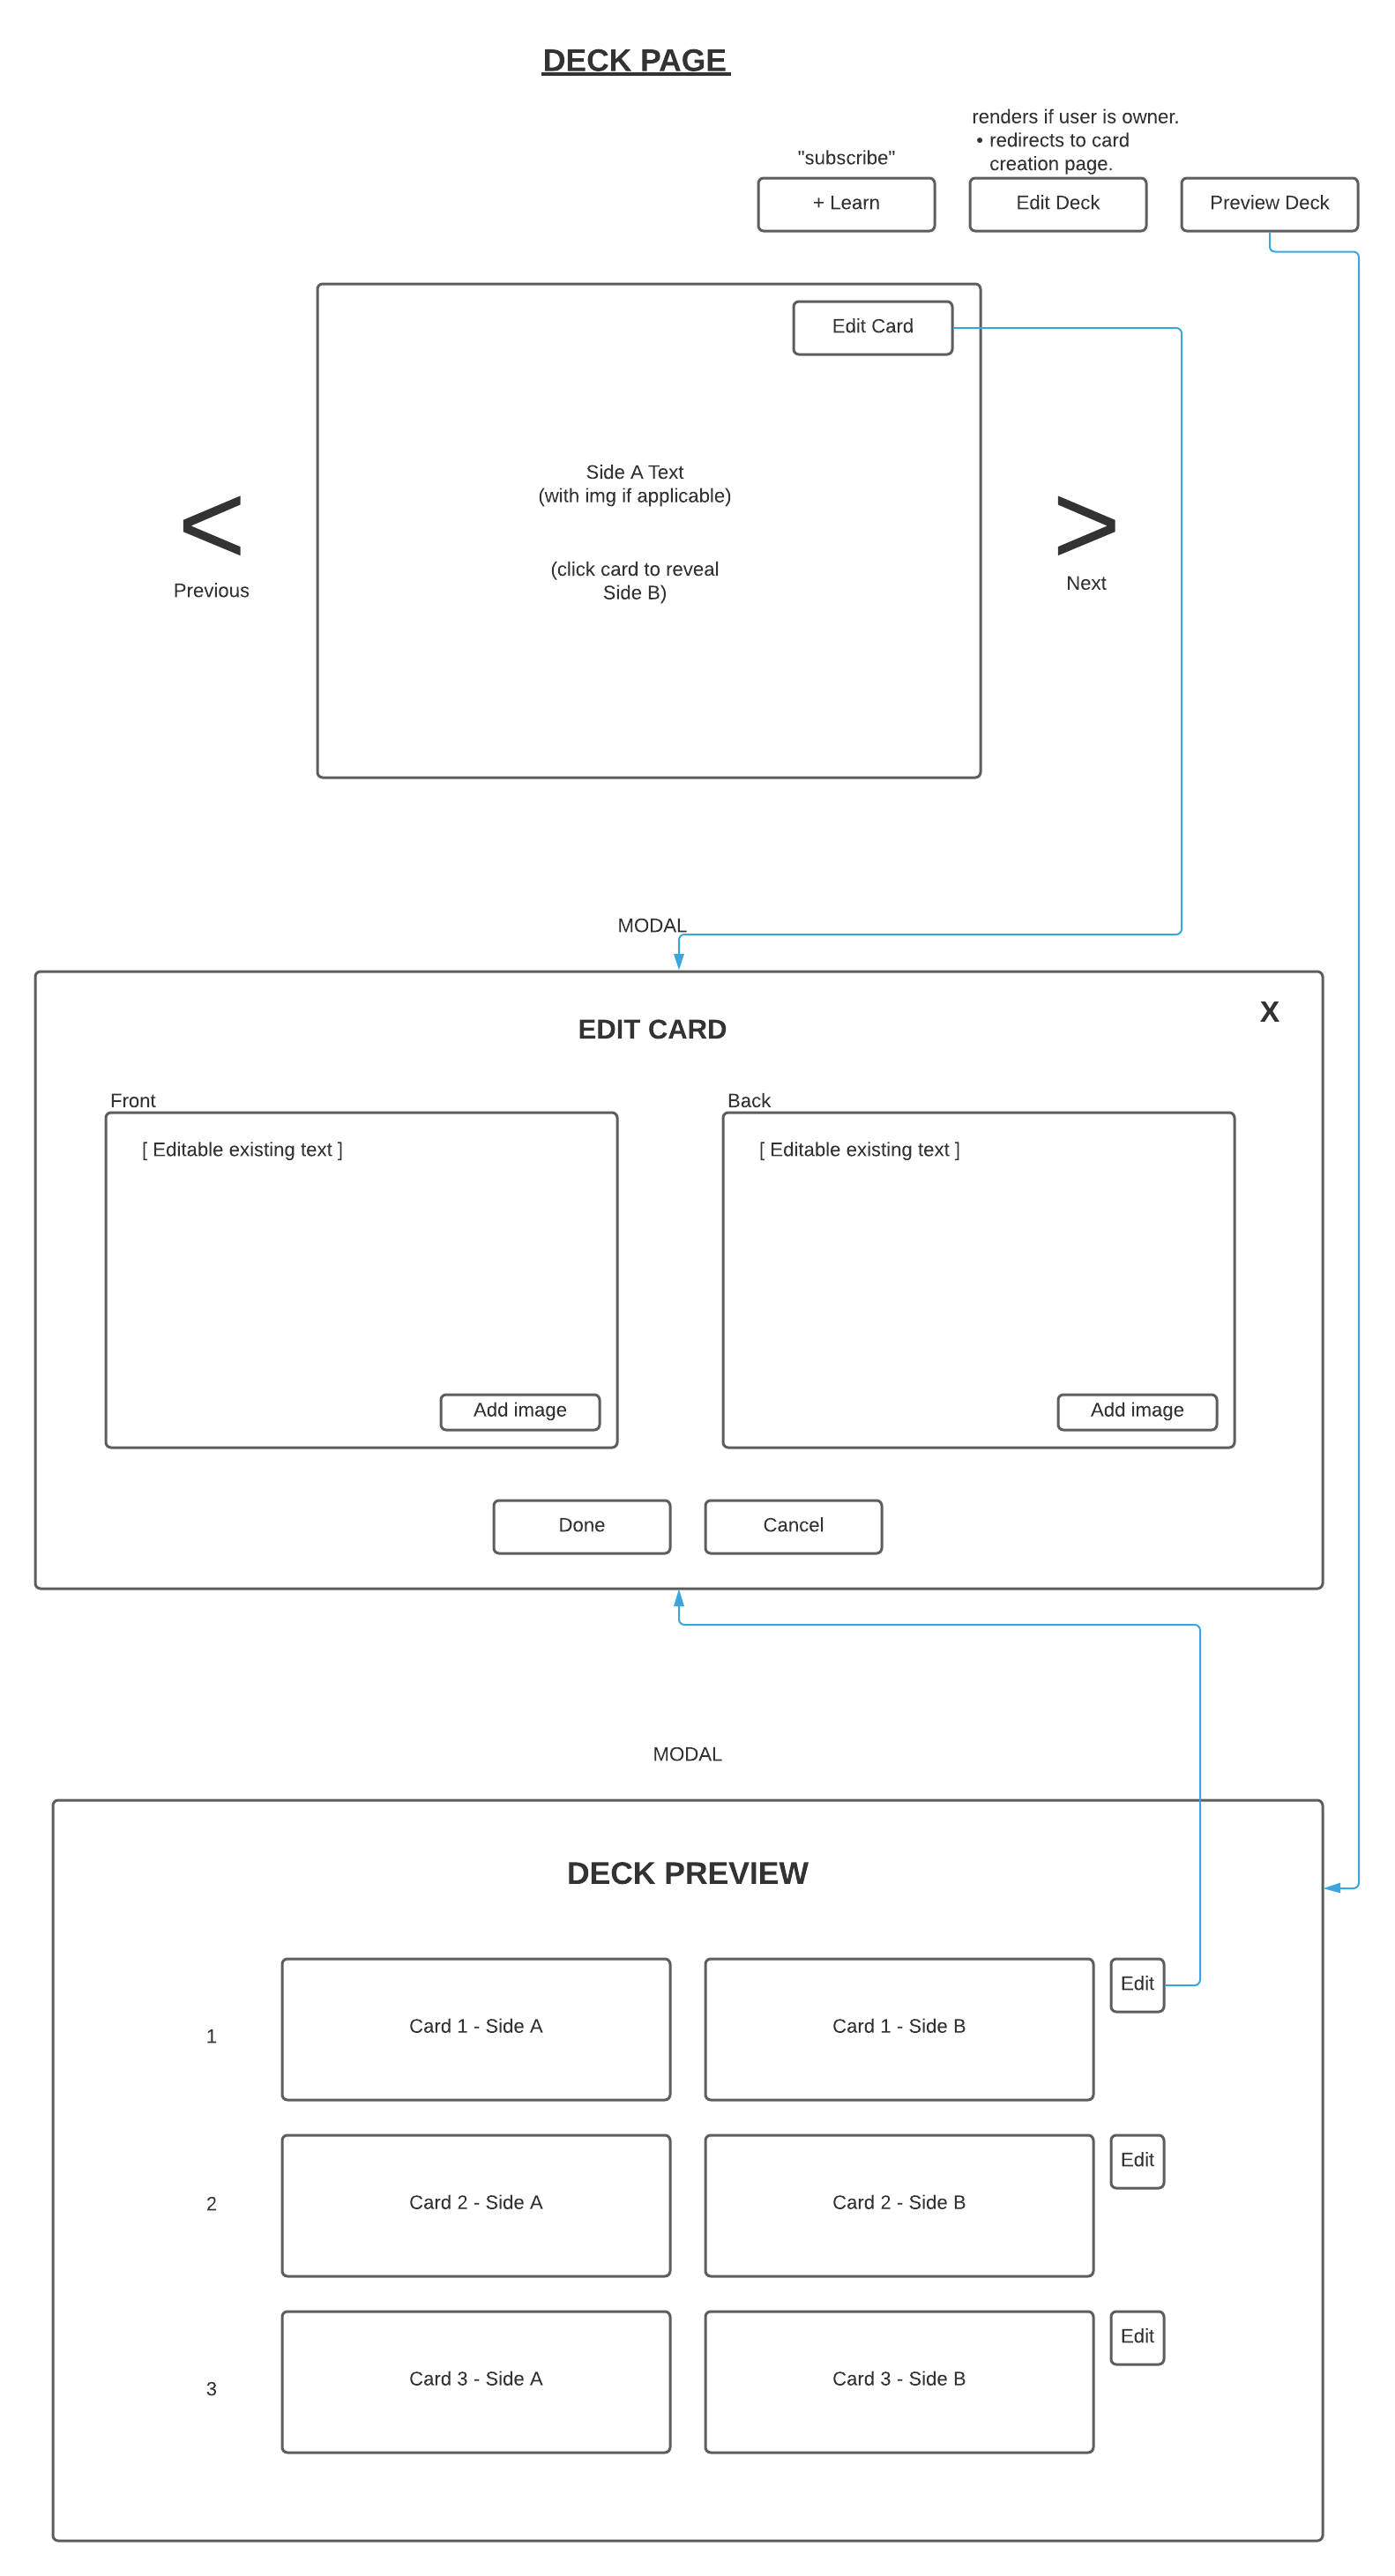 DECK PAGE
renders if user is owner.
• redirects to card
creation page.
"subscribe"
+ Learn
Edit Deck
Preview Deck
Edit Card
Side A Text
(with img if applicable)
(click card to reveal
Side B)
<
Previous
>
Next
MODAL
EDIT CARD
X
Front
[ Editable existing text ]
Add image
Back
[ Editable existing text ]
Add image
Done
Cancel
MODAL
DECK PREVIEW
1
Card 1 - Side A
Card 1 - Side B
Edit
2
Card 2 - Side A
Card 2 - Side B
Edit
3
Card 3 - Side A
Card 3 - Side B
Edit